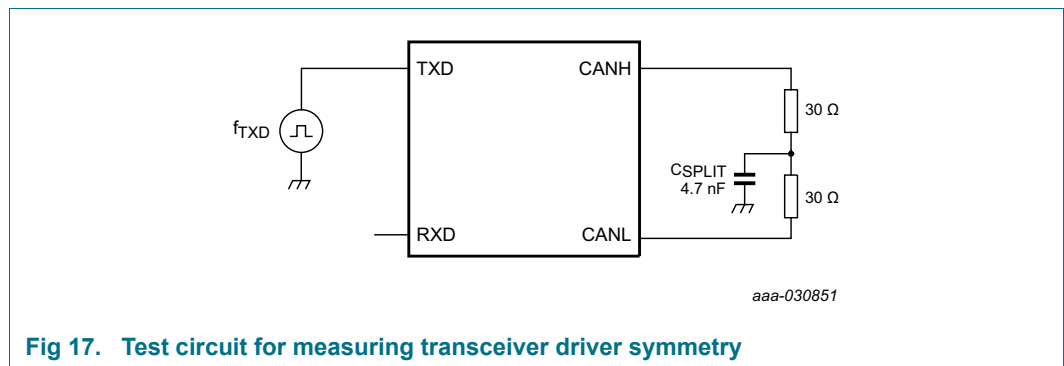 TXD
CANH
30 Ω
fTXD
CSPLIT
4.7 nF
30 Ω
RXD
CANL
aaa-030851
Fig 17. Test circuit for measuring transceiver driver symmetry